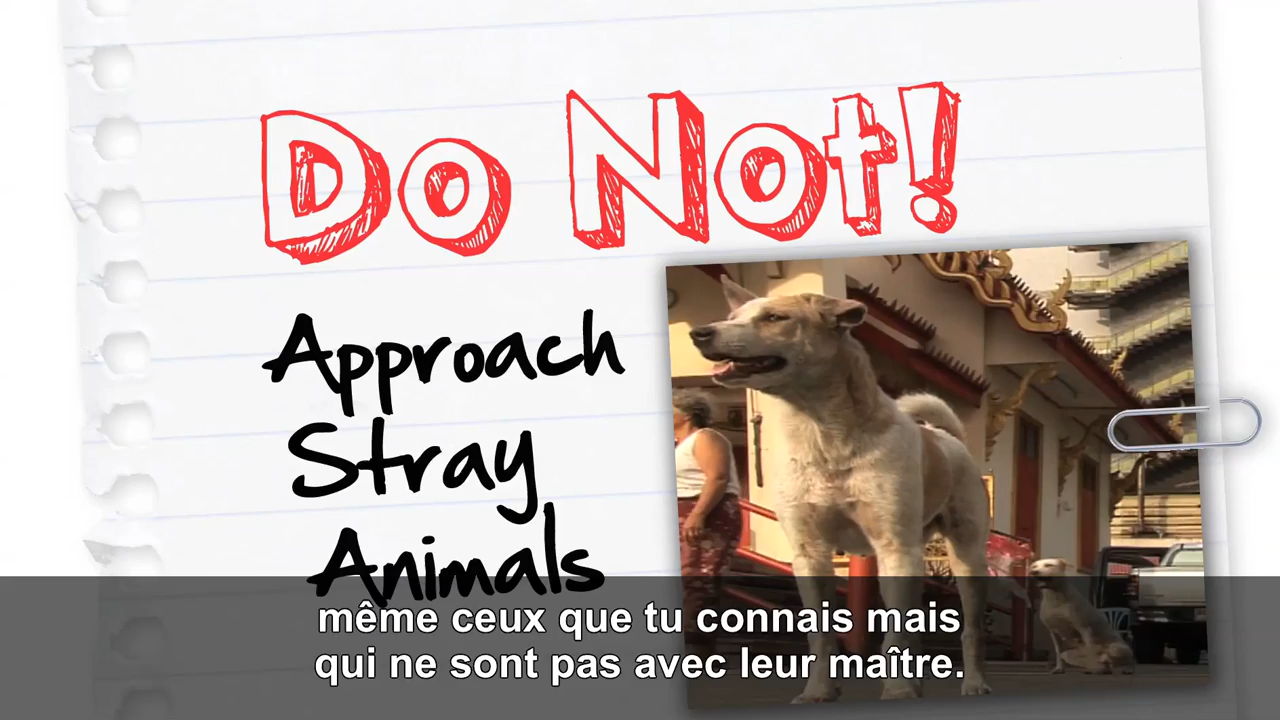 Do Not!
Approach
Stray
Animals
même ceux que tu connais mais
qui ne sont pas avec leur maître.